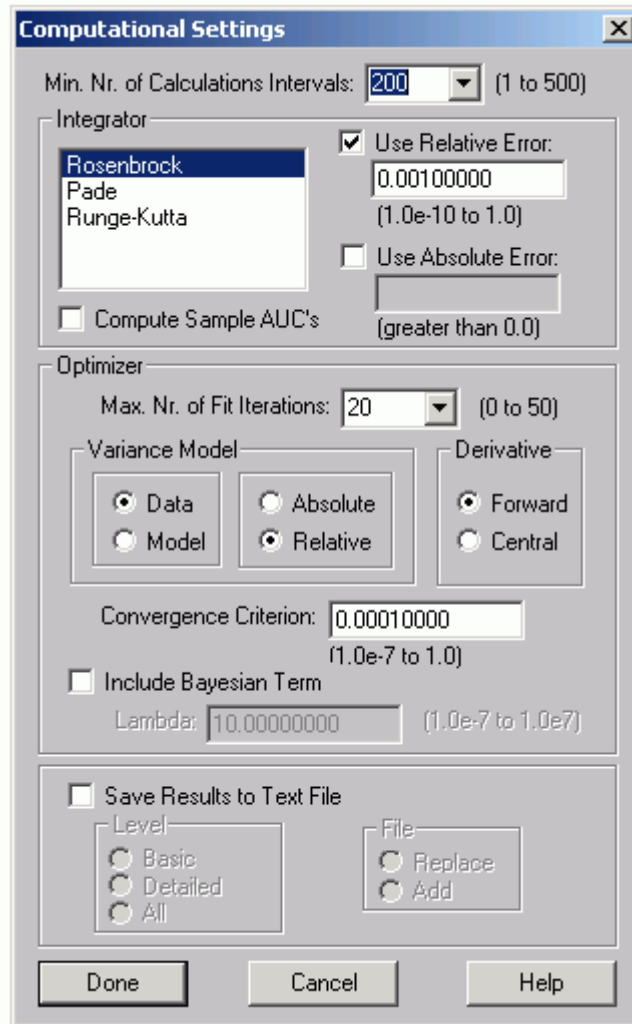 Computational Settings
Min. Nr. of Calculations Intervals: 200 (1 to 500)
Integrator
Rosenbrock
Pade
Runge-Kutta
Use Relative Error:
0.00100000
(1.0e-10 to 1.0)
Use Absolute Error:
(greater than 0.0)
Compute Sample AUC's
Optimizer
Max. Nr. of Fit Iterations: 20 (0 to 50)
Variance Model
Data
Model
Absolute
Relative
Derivative
Forward
Central
Convergence Criterion: 0.00010000
(1.0e-7 to 1.0)
Include Bayesian Term
Lambda: 10.00000000 (1.0e-7 to 1.0e7)
Save Results to Text File
Level
Basic
Detailed
All
File
Replace
Add
Done Cancel Help